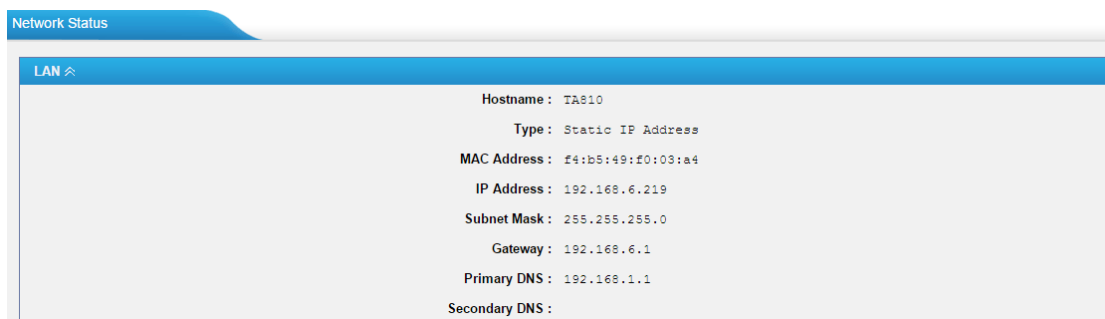 Network Status
LAN
Hostname : TA810
Type : Static IP Address
MAC Address : f4:b5:49:f0:03:a4
IP Address : 192.168.6.219
Subnet Mask : 255.255.255.0
Gateway : 192.168.6.1
Primary DNS : 192.168.1.1
Secondary DNS :